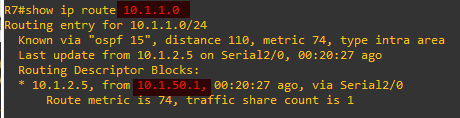 R7#show ip route 10.1.1.0
Routing entry for 10.1.1.0/24
Known via "ospf 15", distance 110, metric 74, type intra area
Last update from 10.1.2.5 on Serial2/0, 00:20:27 ago
Routing Descriptor Blocks:
* 10.1.2.5, from 10.1.50.1, 00:20:27 ago, via Serial2/0
Route metric is 74, traffic share count is 1